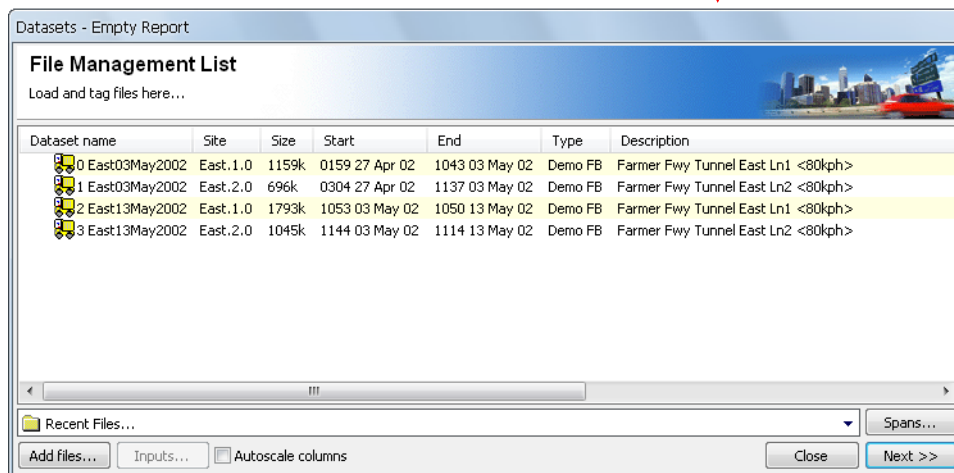 Datasets - Empty Report
File Management List
Load and tag files here...
Dataset name Site Size Start End Type Description
0 East03May2002 East.1.0 1159k 0159 27 Apr 02 1043 03 May 02 Demo FB Farmer Fwy Tunnel East Ln1 <80kph>
1 East03May2002 East.2.0 696k 0304 27 Apr 02 1137 03 May 02 Demo FB Farmer Fwy Tunnel East Ln2 <80kph>
2 East13May2002 East.1.0 1793k 1053 03 May 02 1050 13 May 02 Demo FB Farmer Fwy Tunnel East Ln1 <80kph>
3 East13May2002 East.2.0 1045k 1144 03 May 02 1114 13 May 02 Demo FB Farmer Fwy Tunnel East Ln2 <80kph>
Recent Files... Spans...
Add files... Inputs... Autoscale columns Close Next >>